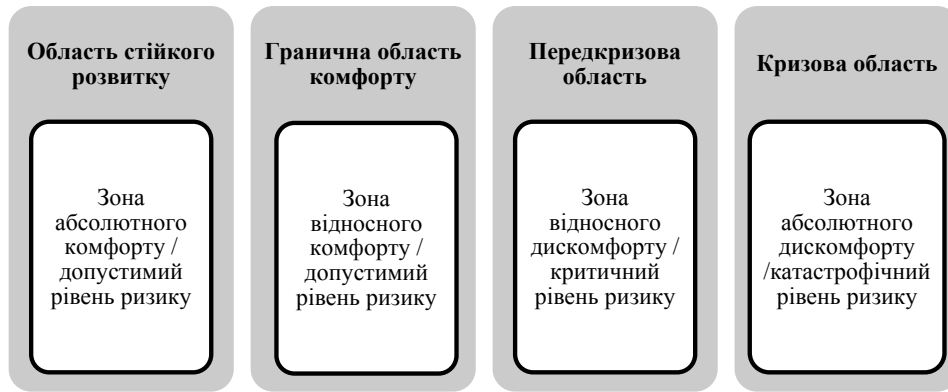 Область стійкого
розвитку
Зона
абсолютного
комфорту /
допустимий
рівень ризику
Гранична область
комфорту
Зона
відносного
комфорту /
допустимий
рівень ризику
Передкризова
область
Зона
відносного
дискомфорту /
критичний
рівень ризику
Кризова область
Зона
абсолютного
дискомфорту
/катастрофічний
рівень ризику